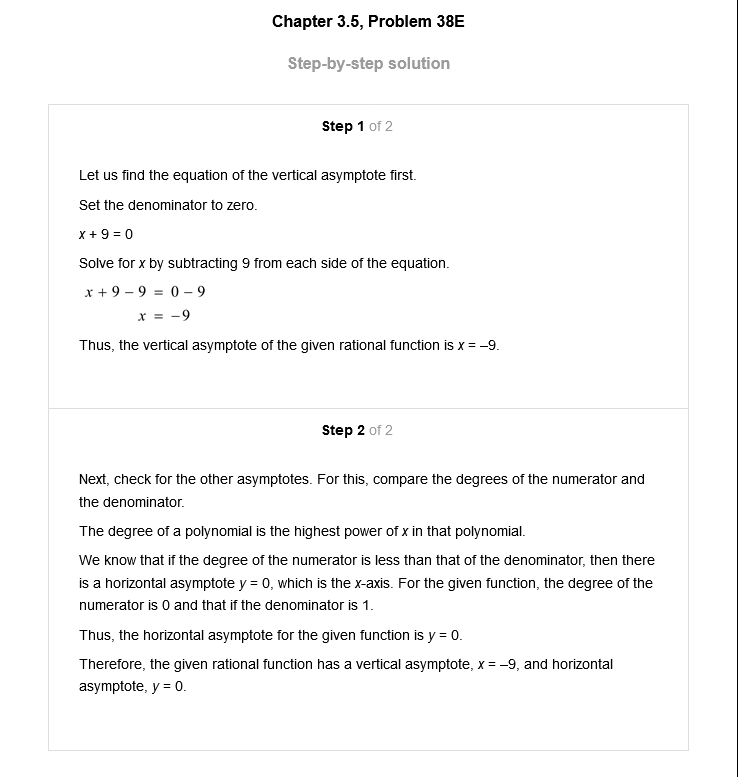 Chapter 3.5, Problem 38E
Step-by-step solution
Step 1 of 2
Let us find the equation of the vertical asymptote first.
Set the denominator to zero.
x + 9 = 0
Solve for x by subtracting 9 from each side of the equation.
x + 9 − 9 = 0 − 9
x = −9
Thus, the vertical asymptote of the given rational function is x = –9.
Step 2 of 2
Next, check for the other asymptotes. For this, compare the degrees of the numerator and
the denominator.
The degree of a polynomial is the highest power of x in that polynomial.
We know that if the degree of the numerator is less than that of the denominator, then there
is a horizontal asymptote y = 0, which is the x-axis. For the given function, the degree of the
numerator is 0 and that if the denominator is 1.
Thus, the horizontal asymptote for the given function is y = 0.
Therefore, the given rational function has a vertical asymptote, x = –9, and horizontal
asymptote, y = 0.